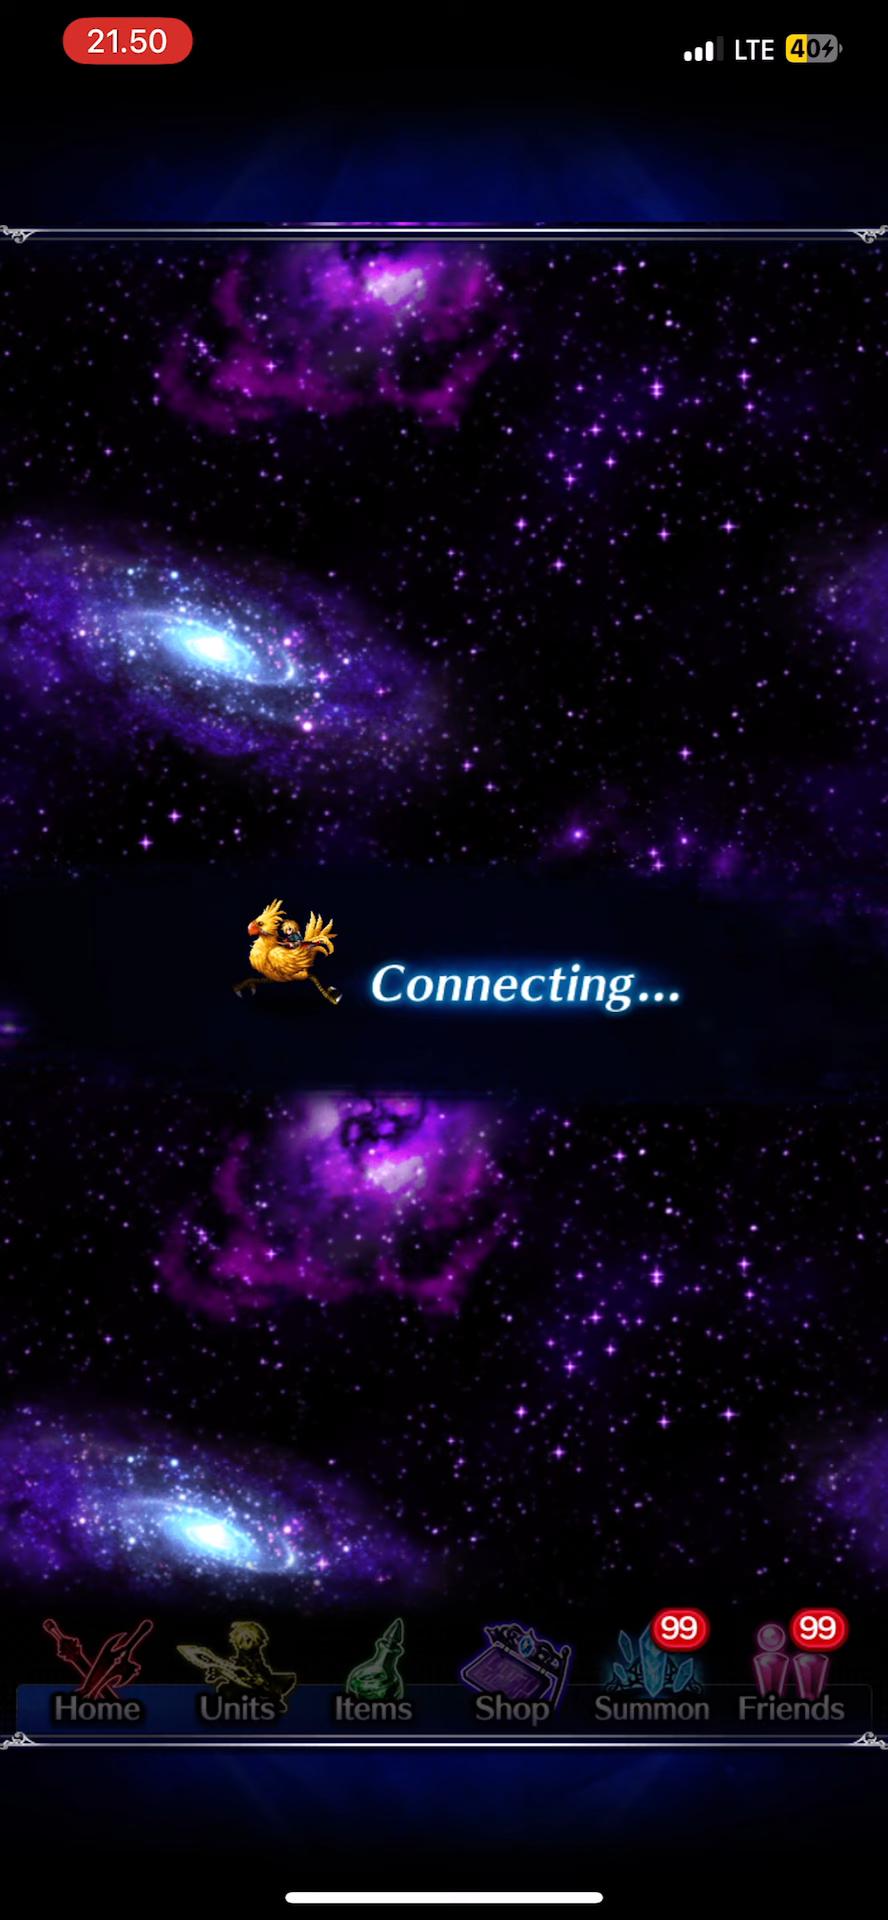 21.50
LTE 40
Connecting...
99 99
Home Units Items Shop Summon Friends